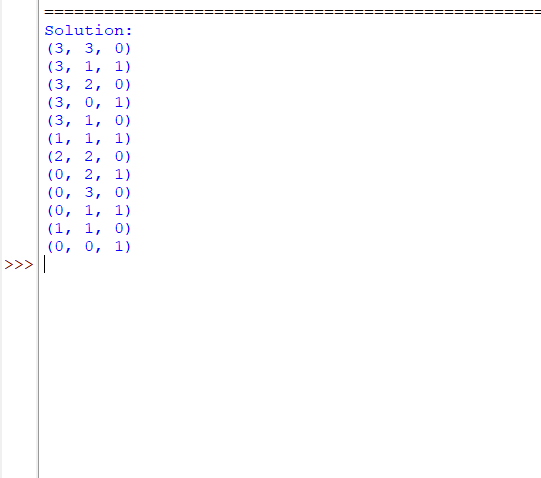 ==================================================
Solution:
(3, 3, 0)
(3, 1, 1)
(3, 2, 0)
(3, 0, 1)
(3, 1, 0)
(1, 1, 1)
(2, 2, 0)
(0, 2, 1)
(0, 3, 0)
(0, 1, 1)
(1, 1, 0)
(0, 0, 1)
>>>